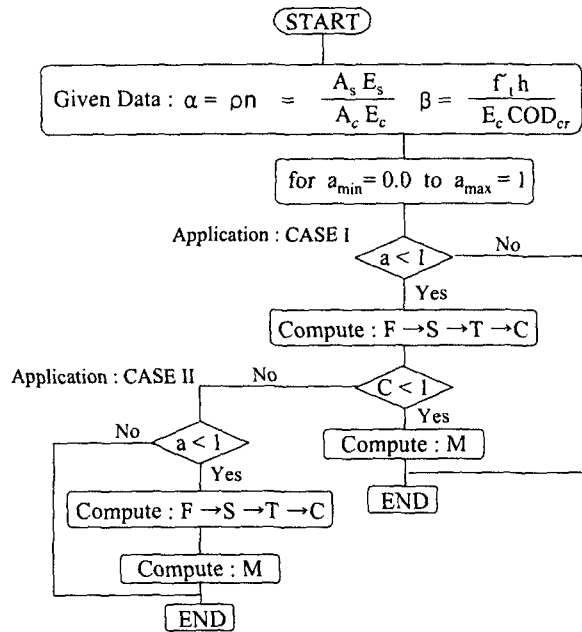 START
Given Data : α = ρn = A_s E_s / A_c E_c β = f'_t h / E_c COD_cr
for a_min = 0.0 to a_max = 1
Application : CASE I
a < 1
No
Yes
Compute : F → S → T → C
Application : CASE II
No
C < 1
Yes
No
a < 1
Compute : M
Yes
END
Compute : F → S → T → C
Compute : M
END